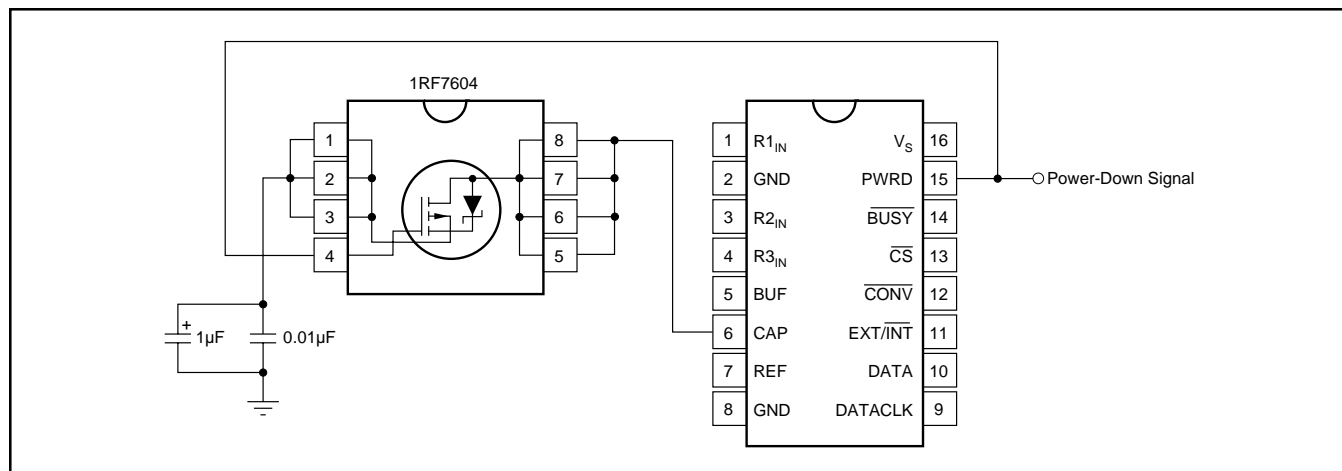 1RF7604
1
2
3
4
8
7
6
5
+
1µF
0.01µF
1 R1IN
2 GND
3 R2IN
4 R3IN
5 BUF
6 CAP
7 REF
8 GND
VS 16
PWRD 15
BUSY 14
CS 13
CONV 12
EXT/INT 11
DATA 10
DATACLK 9
Power-Down Signal